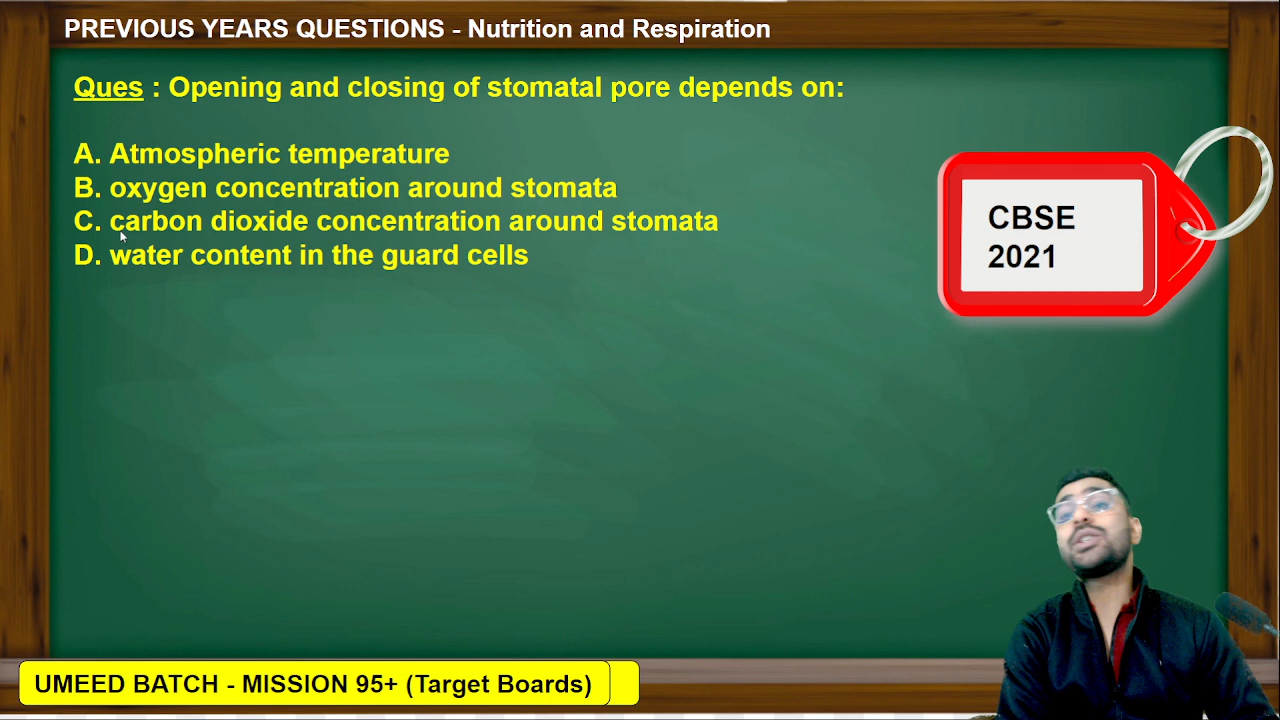 PREVIOUS YEARS QUESTIONS - Nutrition and Respiration
Ques : Opening and closing of stomatal pore depends on:
A. Atmospheric temperature
B. oxygen concentration around stomata
C. carbon dioxide concentration around stomata
D. water content in the guard cells
CBSE
2021
UMEED BATCH - MISSION 95+ (Target Boards)